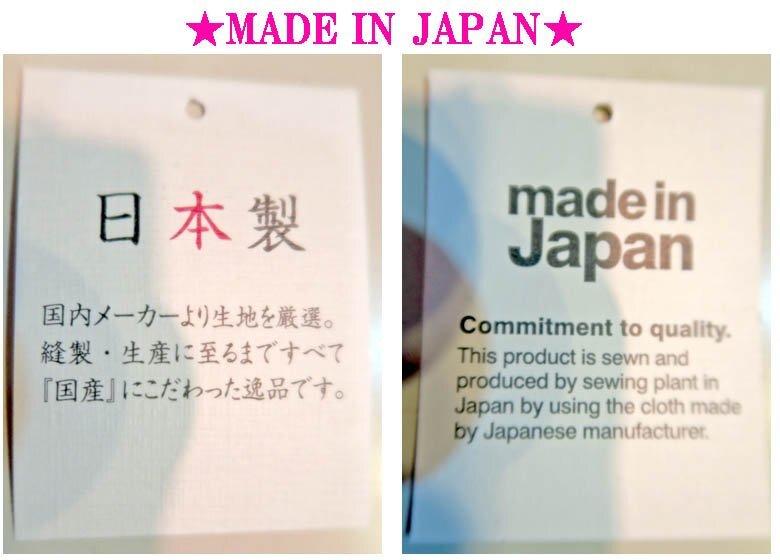 ★MADE IN JAPAN★
日本製
国内メーカーより生地を厳選。
縫製・生産に至るまですべて
『国産』にこだわった逸品です。
made in
Japan
Commitment to quality.
This product is sewn and
produced by sewing plant in
Japan by using the cloth made
by Japanese manufacturer.